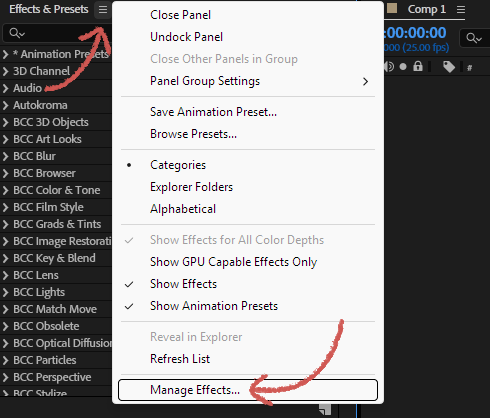 Effects & Presets
Comp 1
* Animation Presets
3D Channel
Audio
Autokroma
BCC 3D Objects
BCC Art Looks
BCC Blur
BCC Browser
BCC Color & Tone
BCC Film Style
BCC Grads & Tints
BCC Image Restorati
BCC Key & Blend
BCC Lens
BCC Lights
BCC Match Move
BCC Obsolete
BCC Optical Diffusion
BCC Particles
BCC Perspective
BCC Stylize
Close Panel
Undock Panel
Close Other Panels in Group
Panel Group Settings
Save Animation Preset...
Browse Presets...
Categories
Explorer Folders
Alphabetical
Show Effects for All Color Depths
Show GPU Capable Effects Only
Show Effects
Show Animation Presets
Reveal in Explorer
Refresh List
Manage Effects...
:00:00:00
(25.00 fps)
#